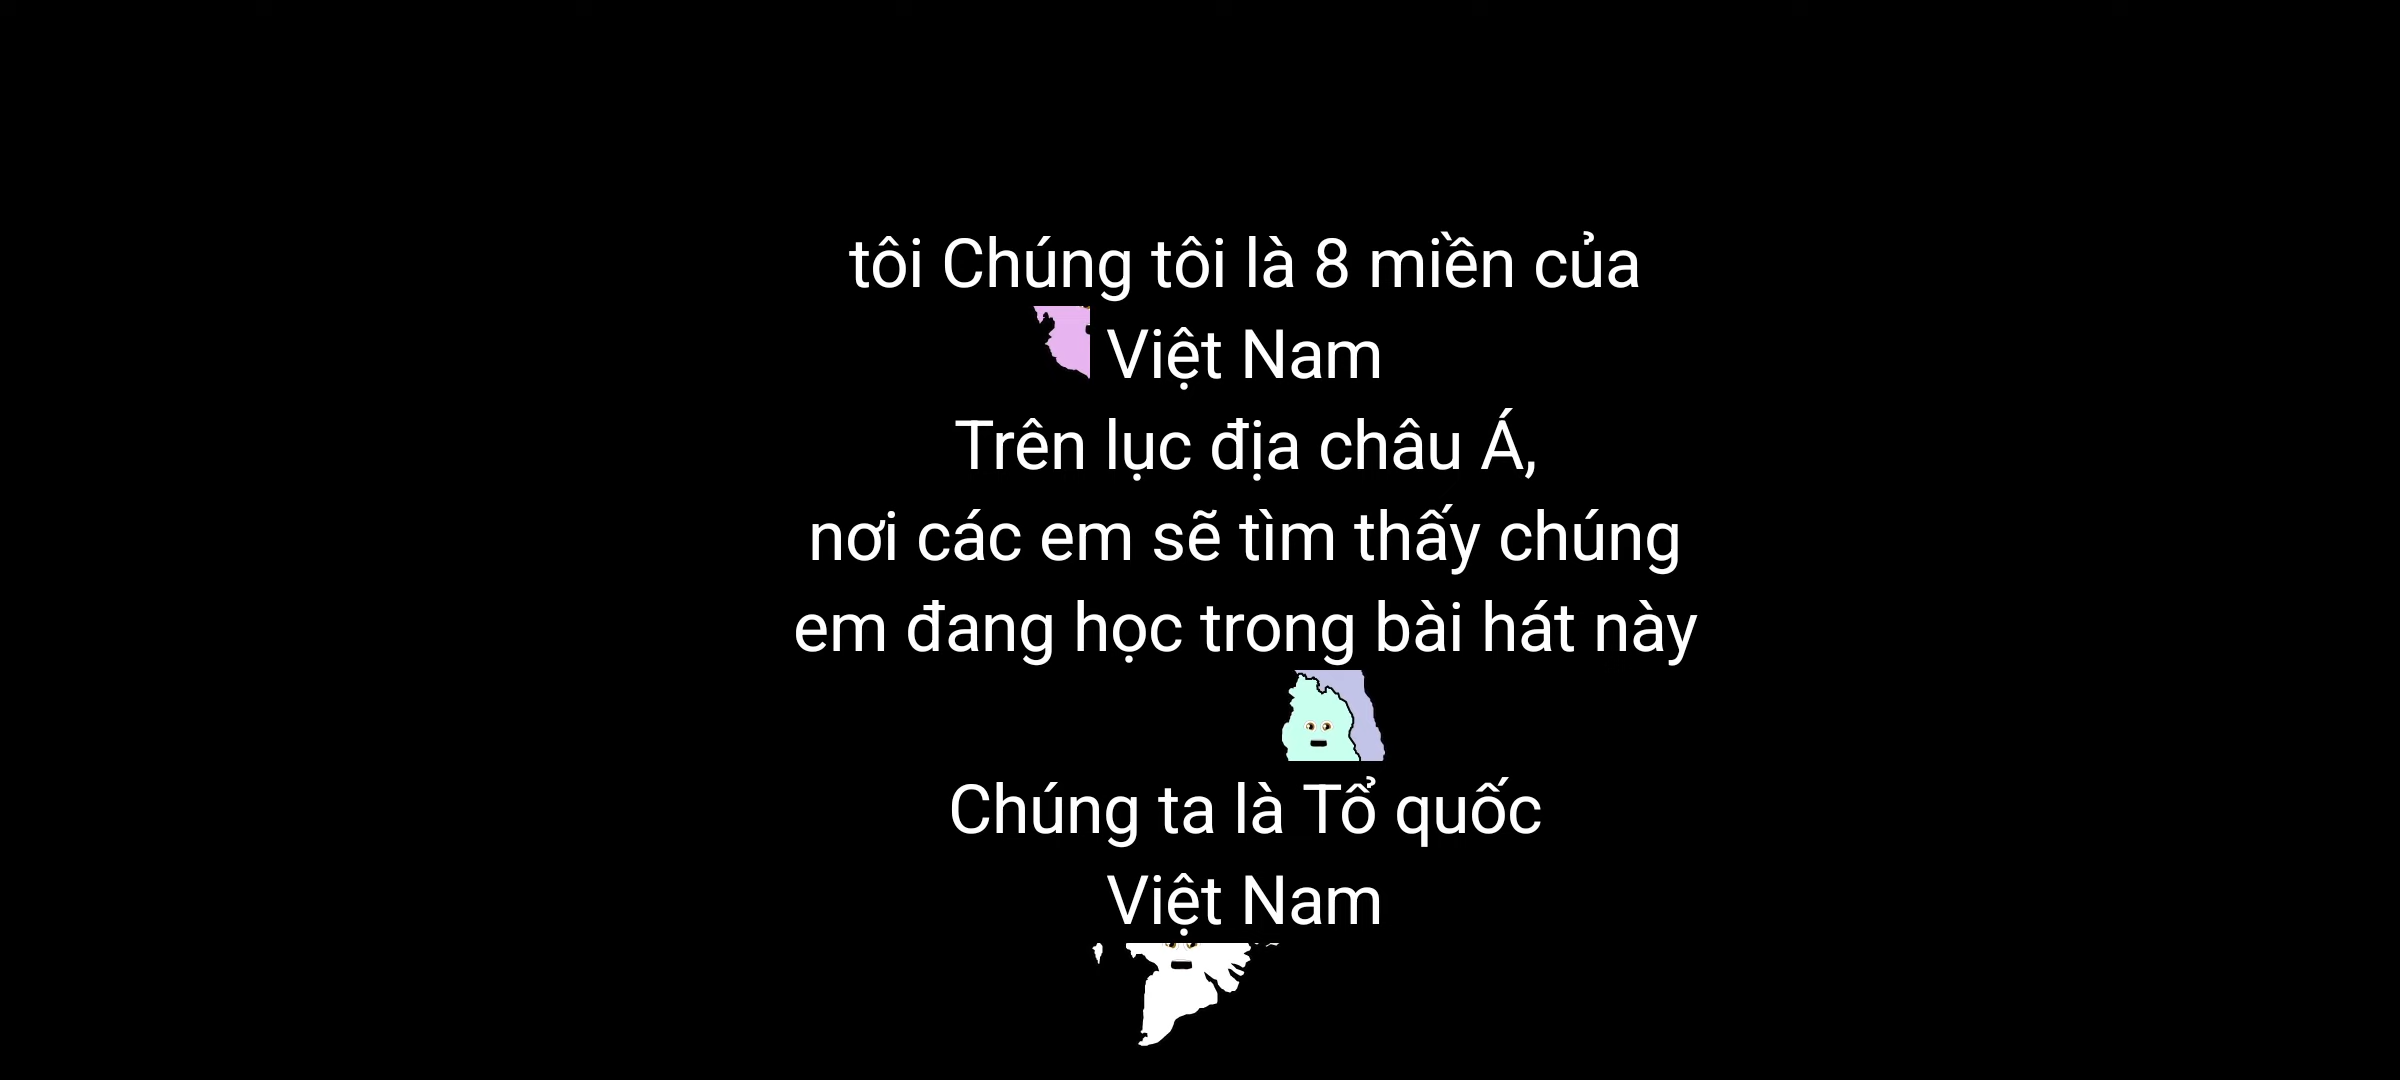 tôi Chúng tôi là 8 miền của
Việt Nam
Trên lục địa châu Á,
nơi các em sẽ tìm thấy chúng
em đang học trong bài hát này
Chúng ta là Tổ quốc
Việt Nam